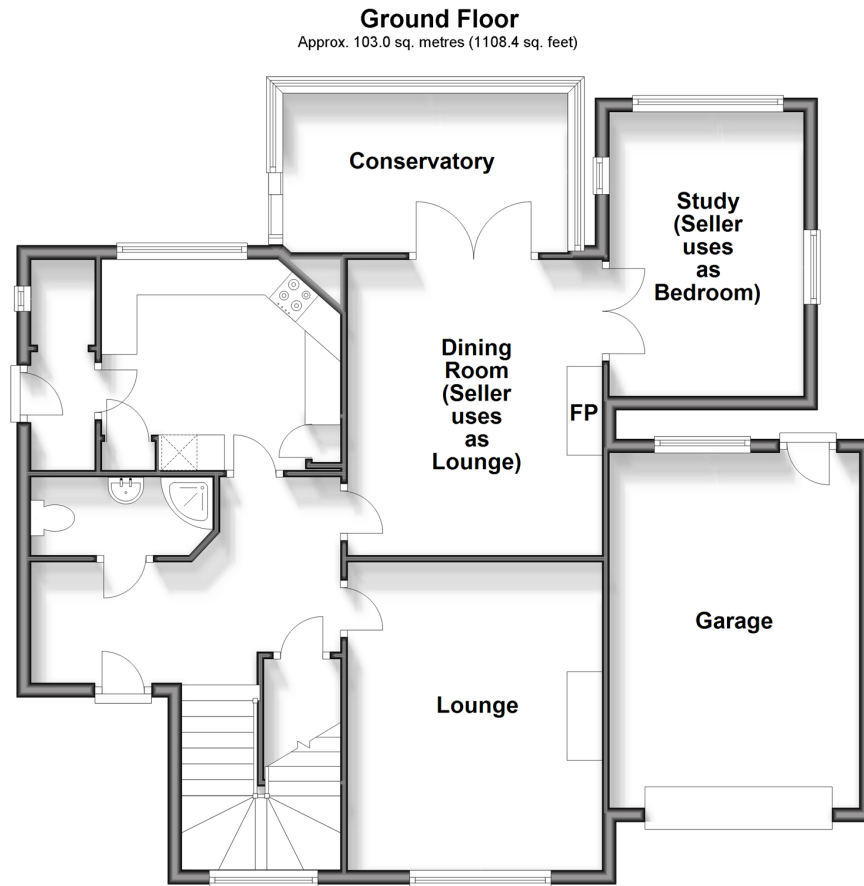 Ground Floor
Approx. 103.0 sq. metres (1108.4 sq. feet)
Conservatory
Study
(Seller
uses
as
Bedroom)
Dining
Room
(Seller
uses
as
Lounge)
FP
Garage
Lounge